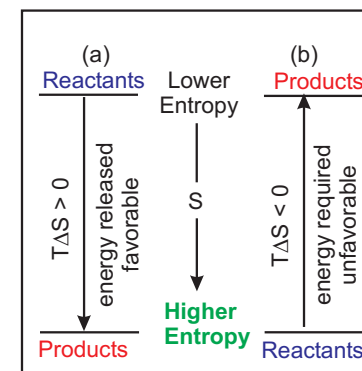 (a)
Reactants
TΔS > 0
energy released
favorable
Products
Lower
Entropy
S
Higher
Entropy
(b)
Products
TΔS < 0
energy required
unfavorable
Reactants